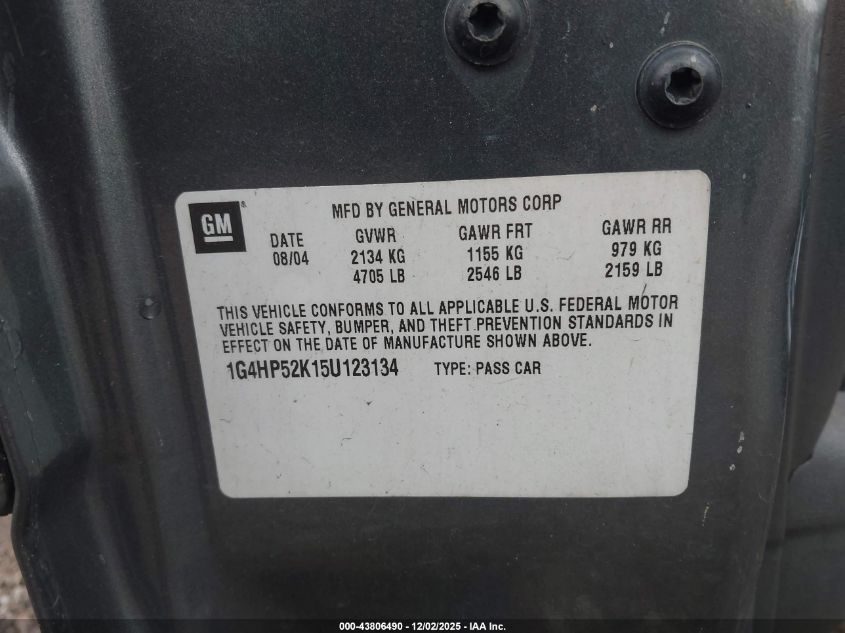 GM
®
MFD BY GENERAL MOTORS CORP
DATE GVWR GAWR FRT GAWR RR
08/04 2134 KG 1155 KG 979 KG
4705 LB 2546 LB 2159 LB
THIS VEHICLE CONFORMS TO ALL APPLICABLE U.S. FEDERAL MOTOR
VEHICLE SAFETY, BUMPER, AND THEFT PREVENTION STANDARDS IN
EFFECT ON THE DATE OF MANUFACTURE SHOWN ABOVE.
1G4HP52K15U123134 TYPE: PASS CAR
000-43806490 - 12/02/2025 - IAA Inc.